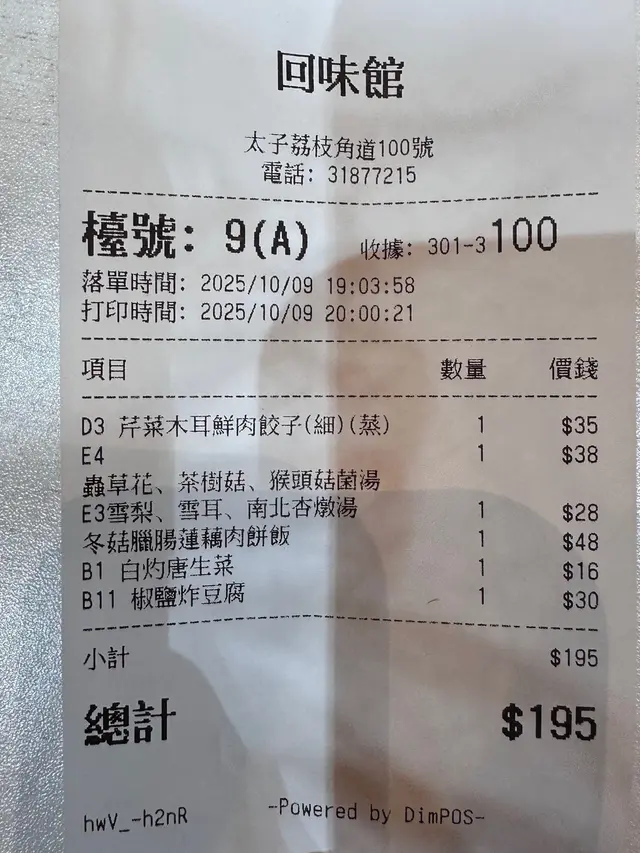 回味館
太子荔枝角道100號
電話: 31877215
檯號: 9(A) 收據: 301-3100
落單時間: 2025/10/09 19:03:58
打印時間: 2025/10/09 20:00:21
項目 數量 價錢
D3 芹菜木耳鮮肉餃子(細)(蒸) 1 $35
E4 1 $38
蟲草花、茶樹菇、猴頭菇菌湯
E3雪梨、雪耳、南北杏燉湯 1 $28
冬菇臘腸蓮藕肉餅飯 1 $48
B1 白灼唐生菜 1 $16
B11 椒鹽炸豆腐 1 $30
小計 $195
總計 $195
hwV_-h2nR -Powered by DimPOS-